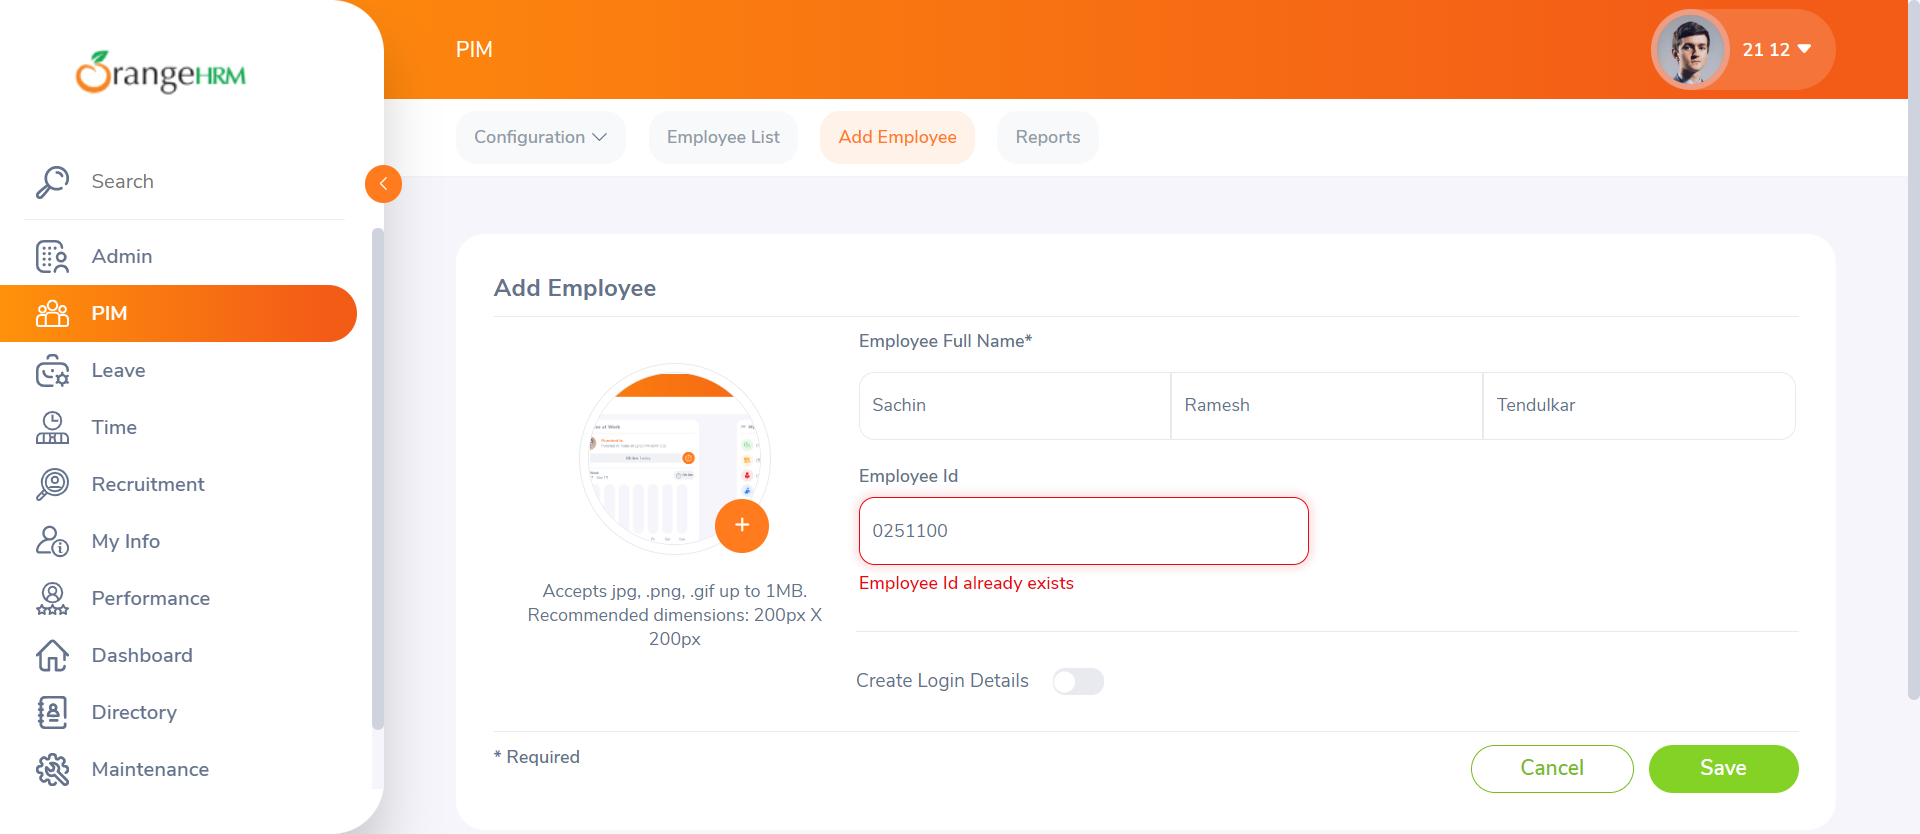 OrangeHRM
PIM
21 12
Configuration
Employee List
Add Employee
Reports
Search
Admin
PIM
Leave
Time
Recruitment
My Info
Performance
Dashboard
Directory
Maintenance
Add Employee
Employee Full Name*
Sachin
Ramesh
Tendulkar
Employee Id
0251100
Employee Id already exists
Accepts jpg, .png, .gif up to 1MB.
Recommended dimensions: 200px X
200px
Create Login Details
* Required
Cancel
Save